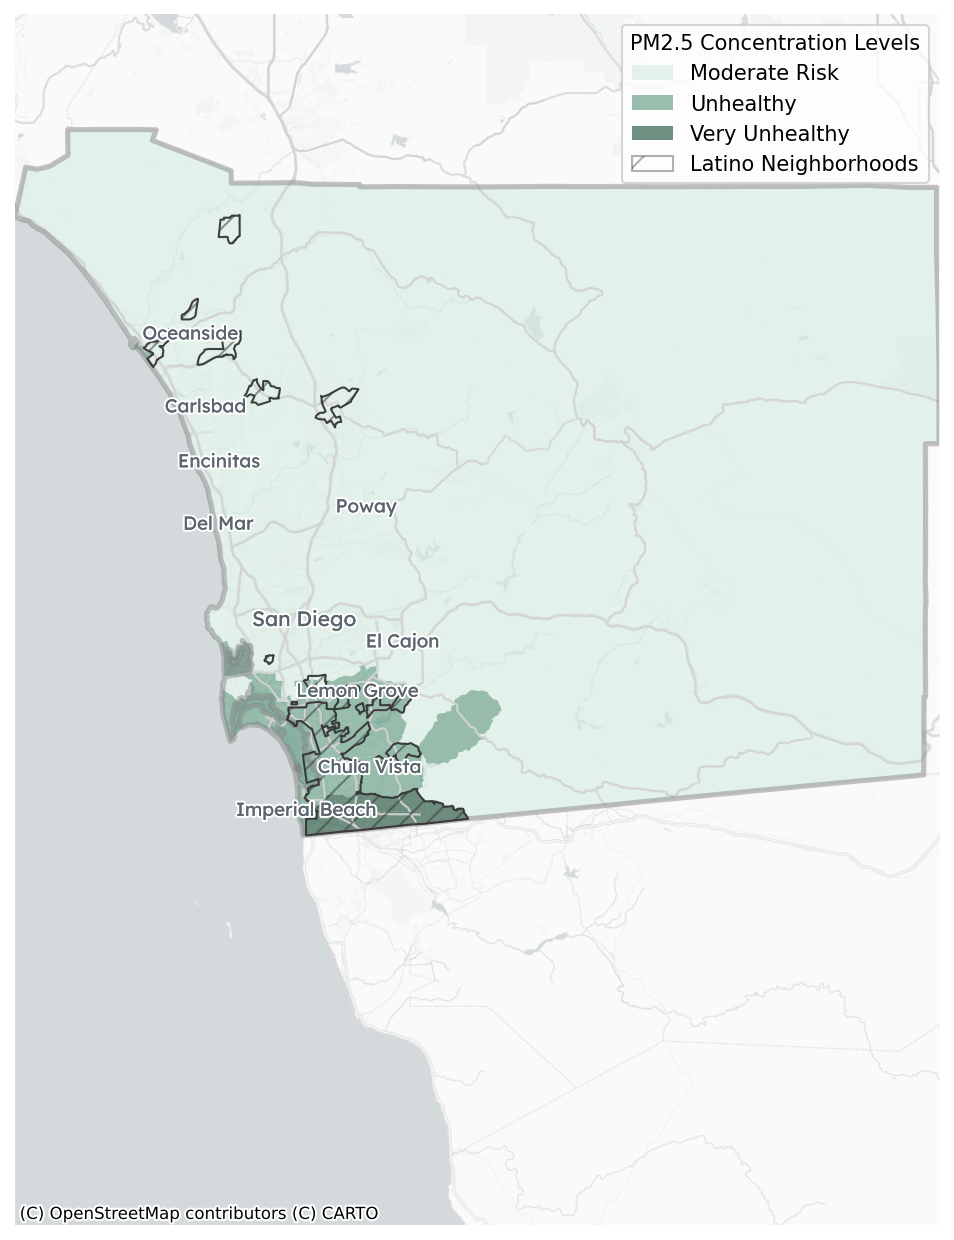 PM2.5 Concentration Levels
Moderate Risk
Unhealthy
Very Unhealthy
Latino Neighborhoods
Oceanside
Carlsbad
Encinitas
Poway
Del Mar
San Diego
El Cajon
Lemon Grove
Chula Vista
Imperial Beach
(C) OpenStreetMap contributors (C) CARTO